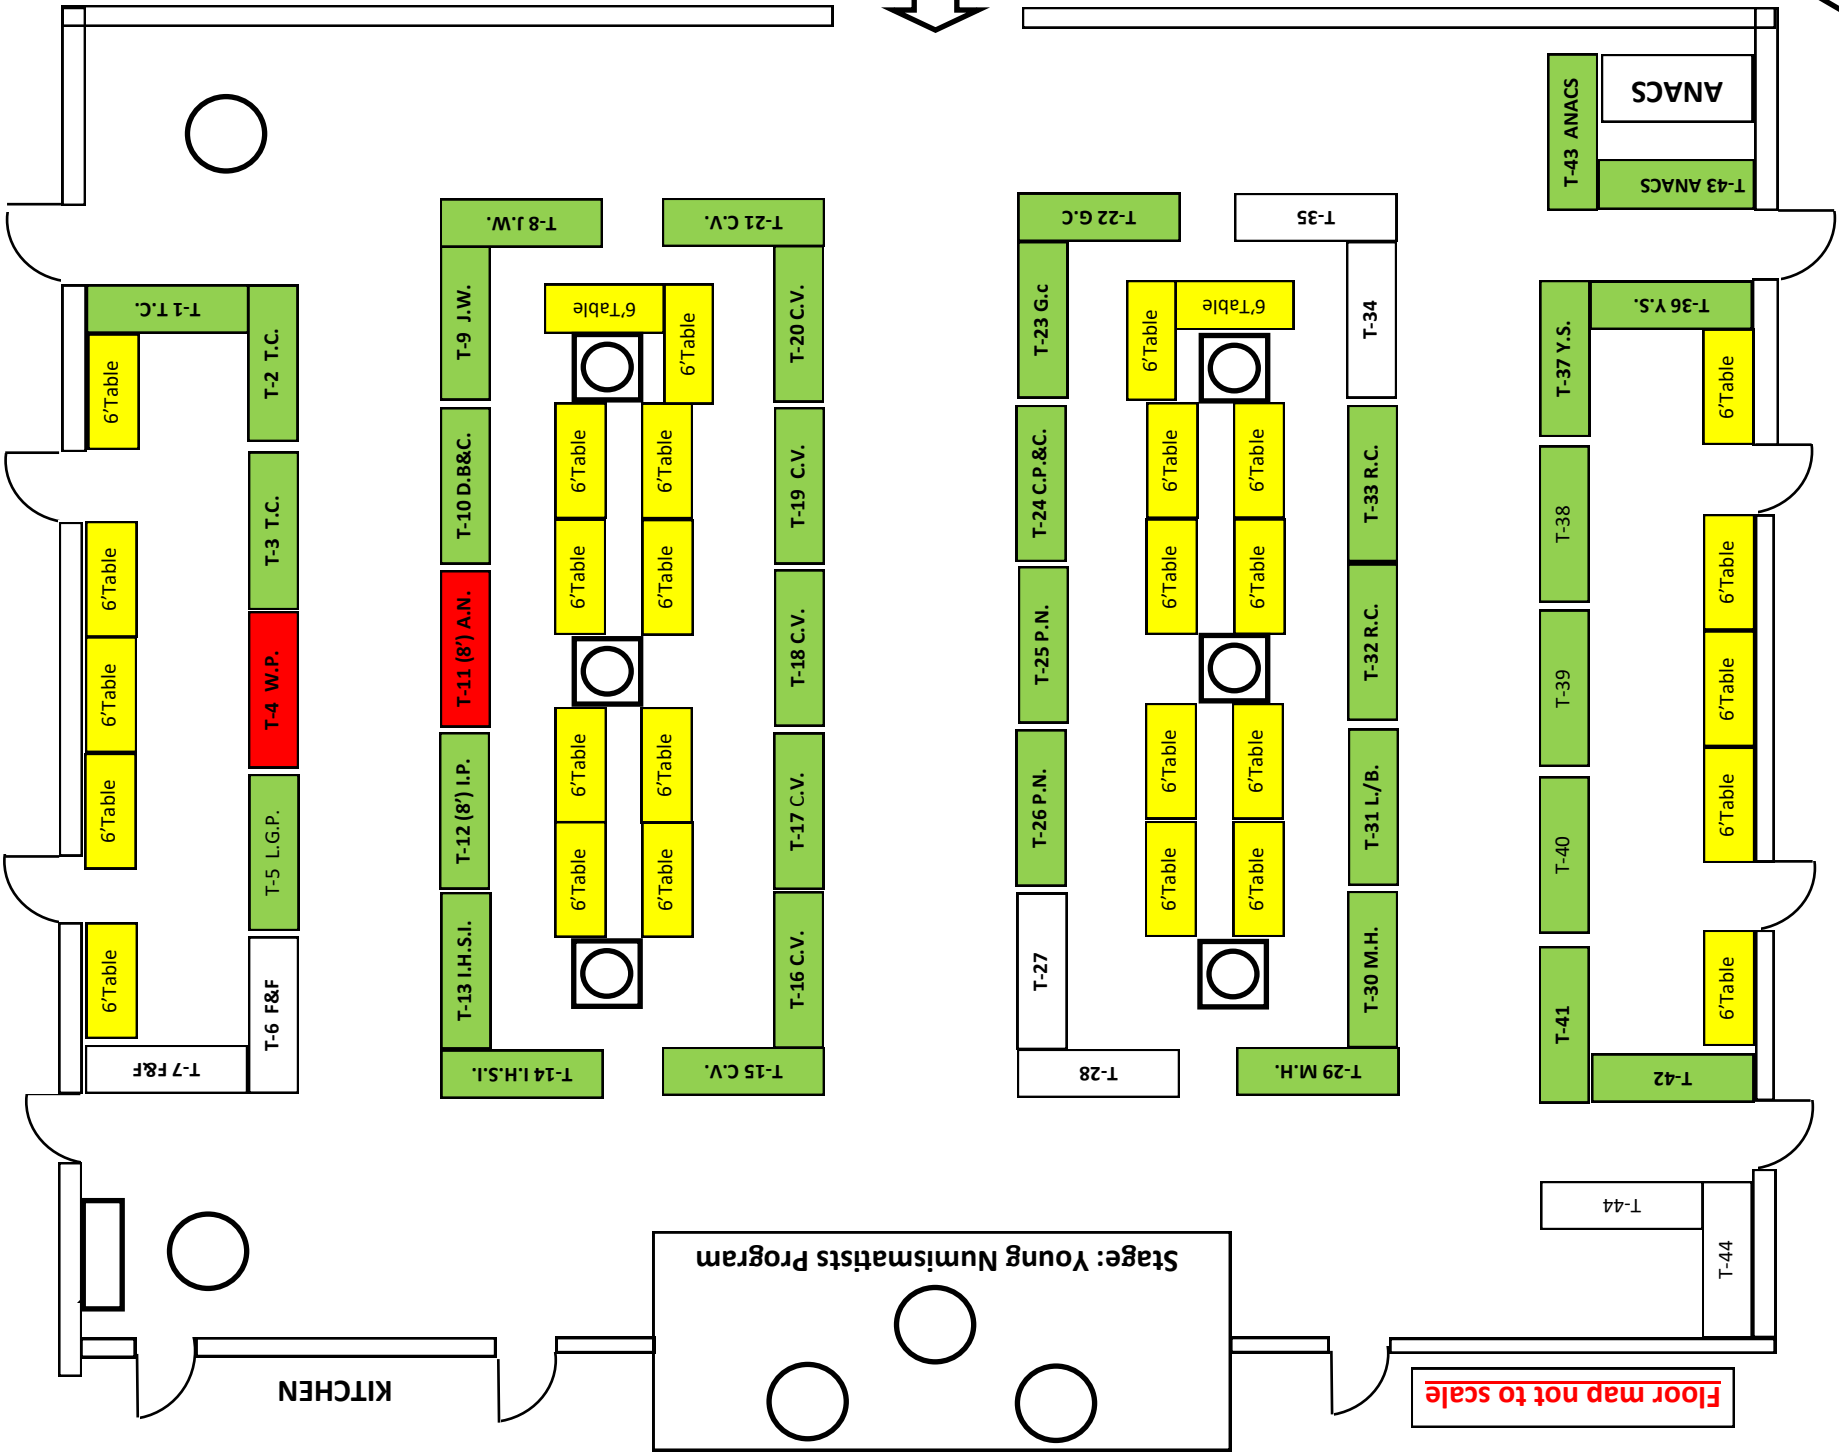 ANACS
T-43 ANACS
T-43 ANACS
T-1 T.C.
T-2 T.C.
T-3 T.C.
T-4 W.P.
T-5 L.G.P.
T-6 F&F
T-7 F&F
6'Table
6'Table
6'Table
6'Table
6'Table
T-8 J.W.
T-9 J.W.
T-10 D.B&C.
T-11 (8') A.N.
T-12 (8') I.P.
T-13 I.H.S.I.
T-14 I.H.S.I.
6'Table
6'Table
6'Table
6'Table
6'Table
6'Table
6'Table
6'Table
6'Table
6'Table
T-15 C.V.
T-16 C.V.
T-17 C.V.
T-18 C.V.
T-19 C.V.
T-20 C.V.
T-21 C.V.
T-22 G.C
T-23 G.c
T-24 C.P.&C.
T-25 P.N.
T-26 P.N.
T-27
T-28
6'Table
6'Table
6'Table
6'Table
6'Table
6'Table
6'Table
6'Table
6'Table
6'Table
T-29 M.H.
T-30 M.H.
T-31 L./B.
T-32 R.C.
T-33 R.C.
T-34
T-35
T-36 Y.S.
T-37 Y.S.
T-38
T-39
T-40
T-41
T-42
6'Table
6'Table
6'Table
6'Table
6'Table
T-44
T-44
Stage: Young Numismatists Program
KITCHEN
Floor map not to scale